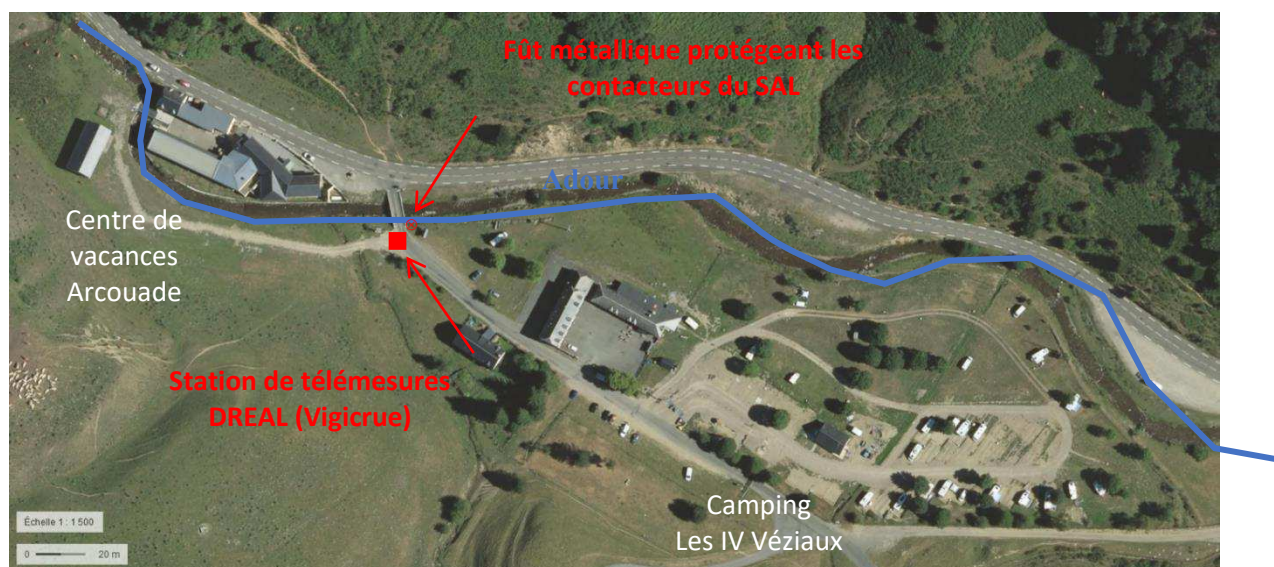 Fût métallique protégeant les
contacteurs du SAL
Adour
Centre de
vacances
Arcouade
Station de télémesures
DREAL (Vigicrue)
Camping
Les IV Véziaux
Échelle 1 : 1 500
0 20 m